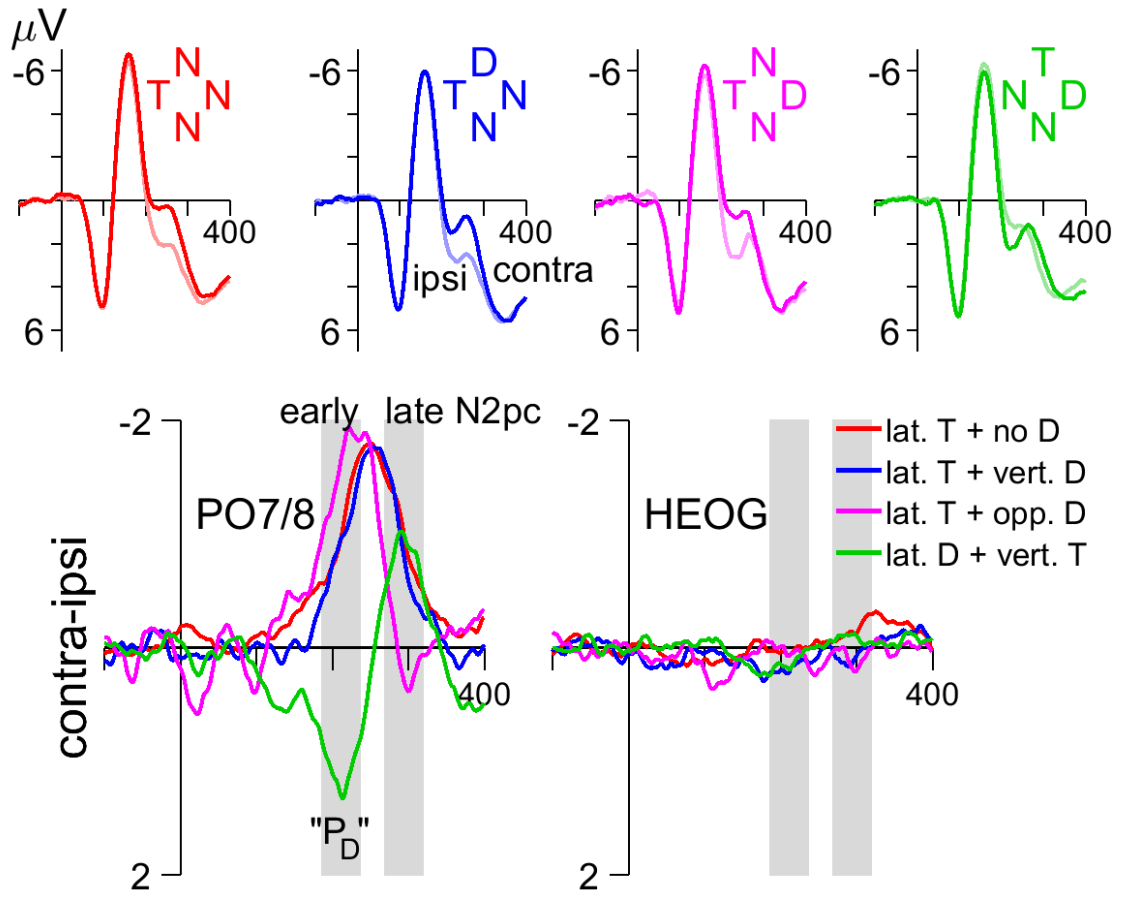 μV
-6
6
N
T N
N
400
-6
6
D
T N
N
400
ipsi
contra
-6
6
N
T D
N
400
-6
6
T
N D
N
400
early late N2pc
-2
2
PO7/8
contra-ipsi
400
"PD"
-2
2
HEOG
400
lat. T + no D
lat. T + vert. D
lat. T + opp. D
lat. D + vert. T